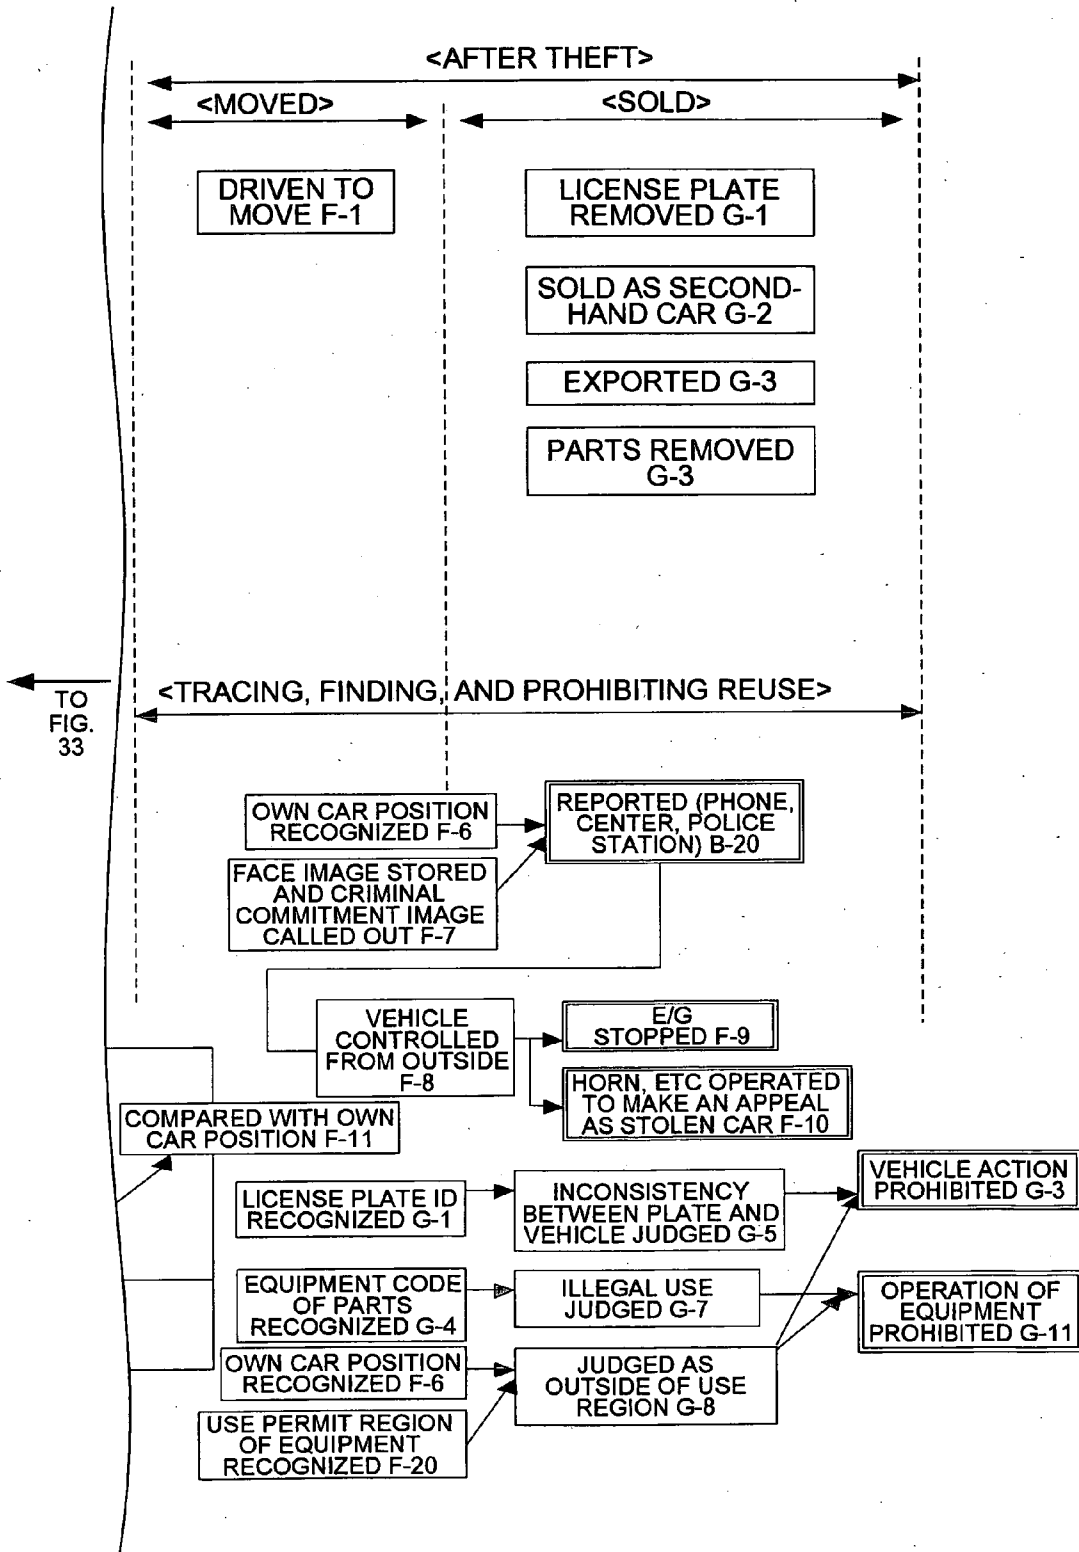 <AFTER THEFT>
<MOVED>
<SOLD>
DRIVEN TO
MOVE F-1
LICENSE PLATE
REMOVED G-1
SOLD AS SECOND-
HAND CAR G-2
EXPORTED G-3
PARTS REMOVED
G-3
TO
FIG.
33
<TRACING, FINDING, AND PROHIBITING REUSE>
OWN CAR POSITION
RECOGNIZED F-6
REPORTED (PHONE,
CENTER, POLICE
STATION) B-20
FACE IMAGE STORED
AND CRIMINAL
COMMITMENT IMAGE
CALLED OUT F-7
VEHICLE
CONTROLLED
FROM OUTSIDE
F-8
E/G
STOPPED F-9
HORN, ETC OPERATED
TO MAKE AN APPEAL
AS STOLEN CAR F-10
COMPARED WITH OWN
CAR POSITION F-11
LICENSE PLATE ID
RECOGNIZED G-1
INCONSISTENCY
BETWEEN PLATE AND
VEHICLE JUDGED G-5
VEHICLE ACTION
PROHIBITED G-3
EQUIPMENT CODE
OF PARTS
RECOGNIZED G-4
ILLEGAL USE
JUDGED G-7
OPERATION OF
EQUIPMENT
PROHIBITED G-11
OWN CAR POSITION
RECOGNIZED F-6
JUDGED AS
OUTSIDE OF USE
REGION G-8
USE PERMIT REGION
OF EQUIPMENT
RECOGNIZED F-20